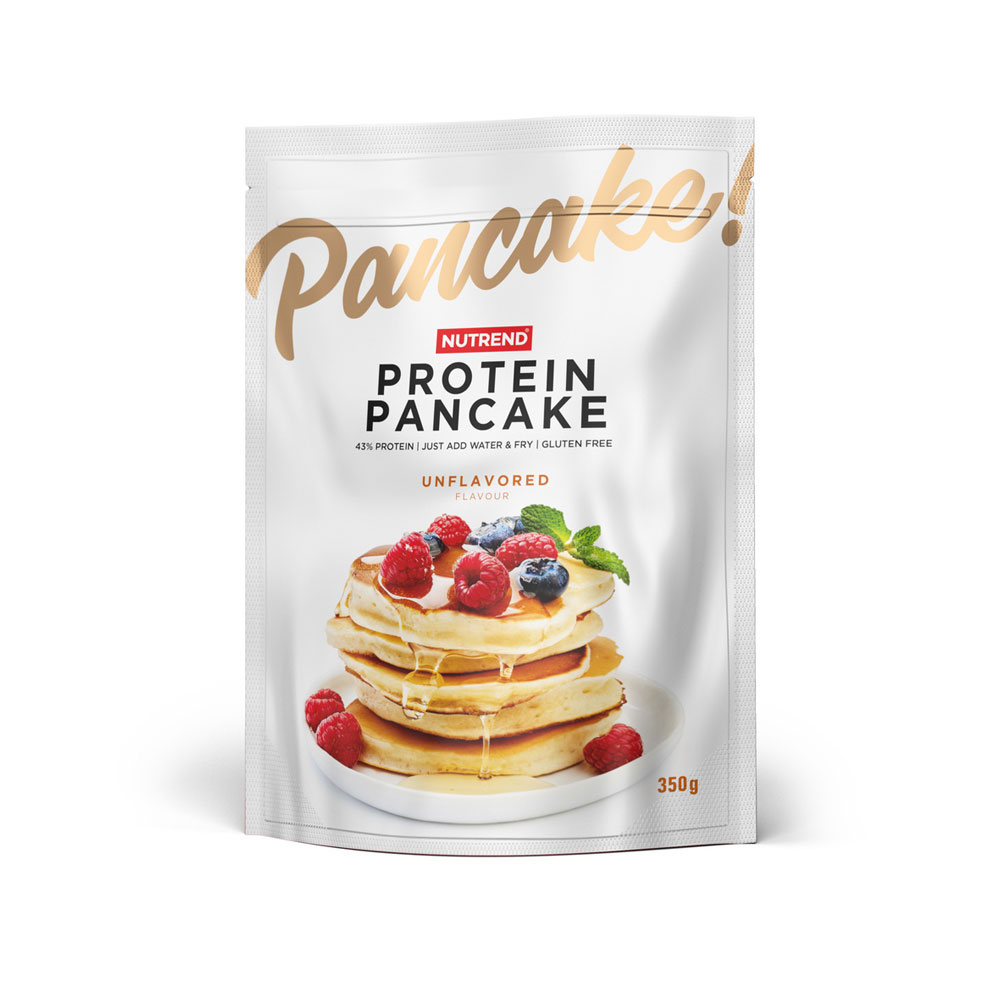 Pancake!
NUTREND®
PROTEIN
PANCAKE
43% PROTEIN | JUST ADD WATER & FRY | GLUTEN FREE
UNFLAVORED
FLAVOUR
350g